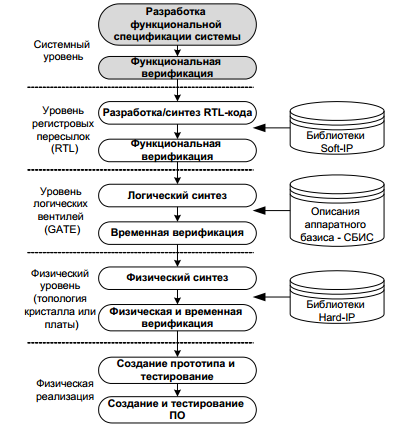 Разработка
функциональной
спецификации системы
Системный
уровень
Функциональная
верификация
Уровень
регистровых
пересылок
(RTL)
Разработка/синтез RTL-кода
Функциональная
верификация
Библиотеки
Soft-IP
Уровень
логических
вентилей
(GATE)
Логический синтез
Временная верификация
Описания
аппаратного
базиса - СБИС
Физический
уровень
(топология
кристалла или
платы)
Физический синтез
Физическая и временная
верификация
Библиотеки
Hard-IP
Физическая
реализация
Создание прототипа и
тестирование
Создание и тестирование
ПО